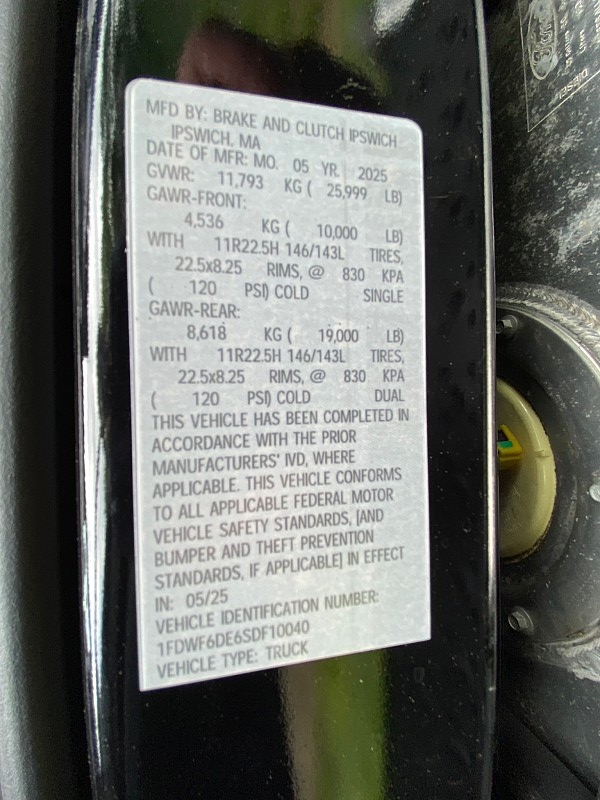 MFD BY: BRAKE AND CLUTCH IPSWICH
IPSWICH, MA
DATE OF MFR: MO. 05 YR. 2025
GVWR: 11,793 KG ( 25,999 LB)
GAWR-FRONT:
4,536 KG ( 10,000 LB)
WITH 11R22.5H 146/143L TIRES,
22.5x8.25 RIMS, @ 830 KPA
( 120 PSI) COLD SINGLE
GAWR-REAR:
8,618 KG ( 19,000 LB)
WITH 11R22.5H 146/143L TIRES,
22.5x8.25 RIMS, @ 830 KPA
( 120 PSI) COLD DUAL
THIS VEHICLE HAS BEEN COMPLETED IN
ACCORDANCE WITH THE PRIOR
MANUFACTURERS' IVD, WHERE
APPLICABLE. THIS VEHICLE CONFORMS
TO ALL APPLICABLE FEDERAL MOTOR
VEHICLE SAFETY STANDARDS, [AND
BUMPER AND THEFT PREVENTION
STANDARDS, IF APPLICABLE] IN EFFECT
IN: 05/25
VEHICLE IDENTIFICATION NUMBER:
1FDWF6DE6SDF10040
VEHICLE TYPE: TRUCK
Ford
Diesel